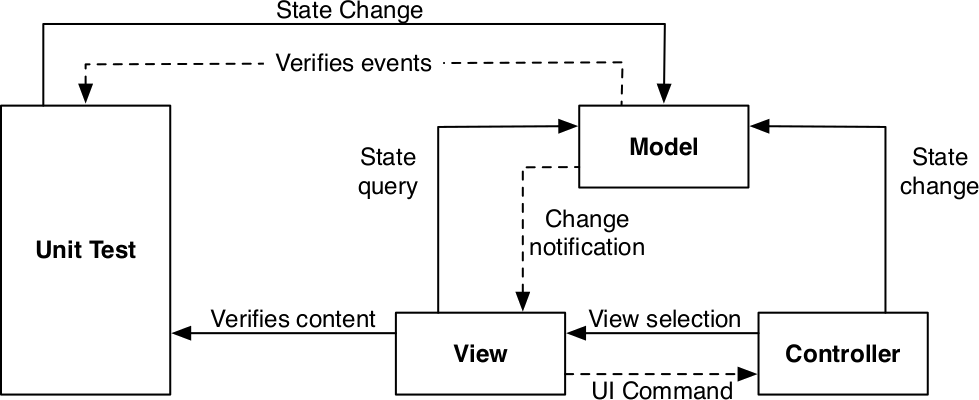 State Change
Verifies events
State
query
Model
State
change
Change
notification
Unit Test
Verifies content
View selection
View
Controller
UI Command